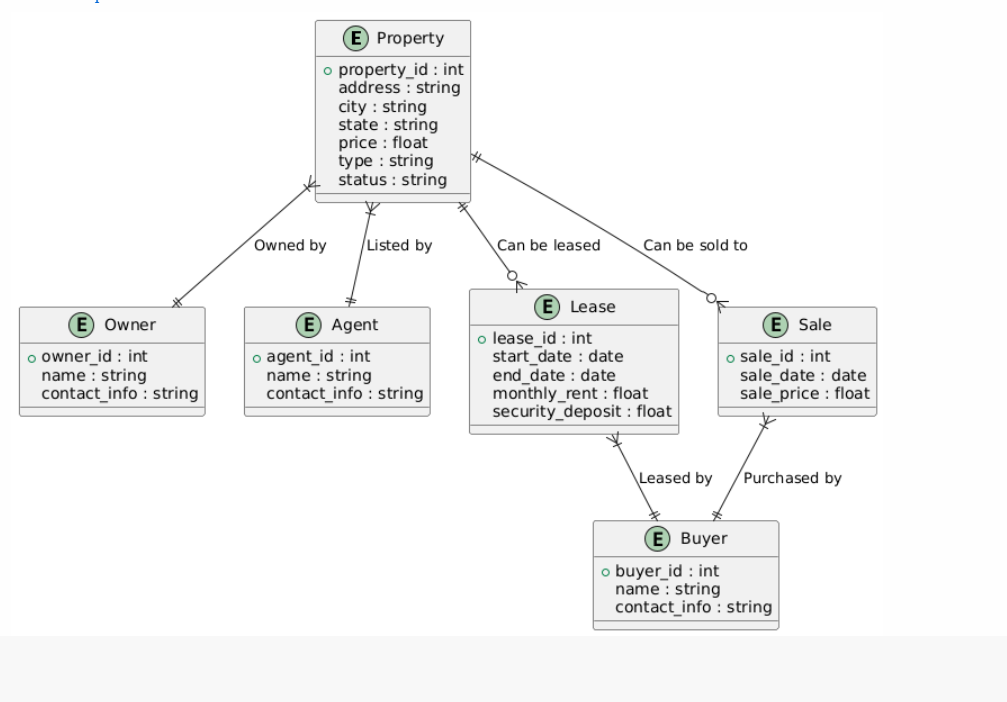 E Property
property_id : int
address : string
city : string
state : string
price : float
type : string
status : string
Owned by
Listed by
Can be leased
Can be sold to
E Owner
owner_id : int
name : string
contact_info : string
E Agent
agent_id : int
name : string
contact_info : string
E Lease
lease_id : int
start_date : date
end_date : date
monthly_rent : float
security_deposit : float
E Sale
sale_id : int
sale_date : date
sale_price : float
Leased by
Purchased by
E Buyer
buyer_id : int
name : string
contact_info : string